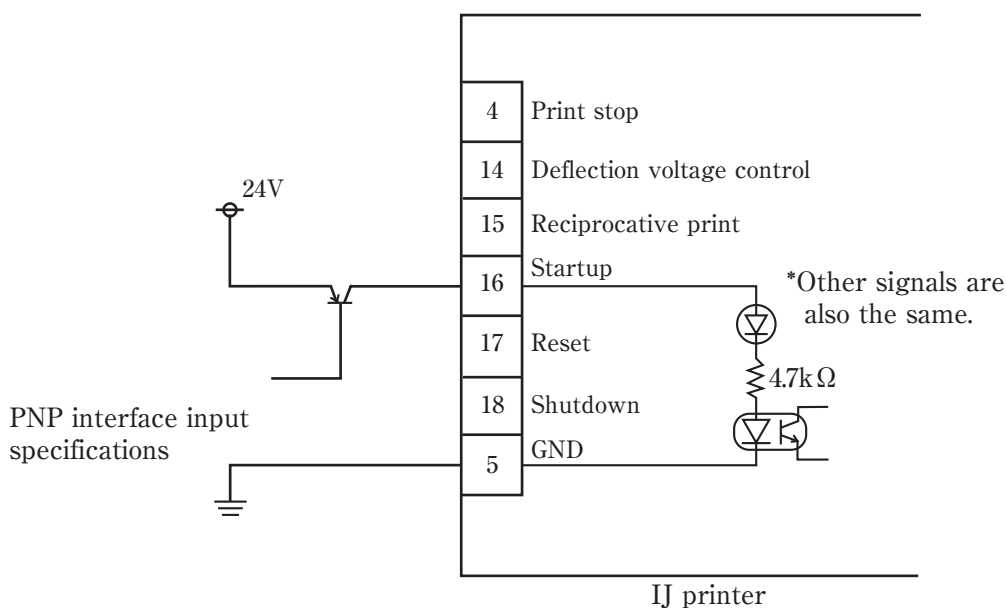 4 Print stop
14 Deflection voltage control
24V
15 Reciprocative print
16 Startup
*Other signals are
also the same.
17 Reset
4.7kΩ
18 Shutdown
PNP interface input
specifications
5 GND
IJ printer